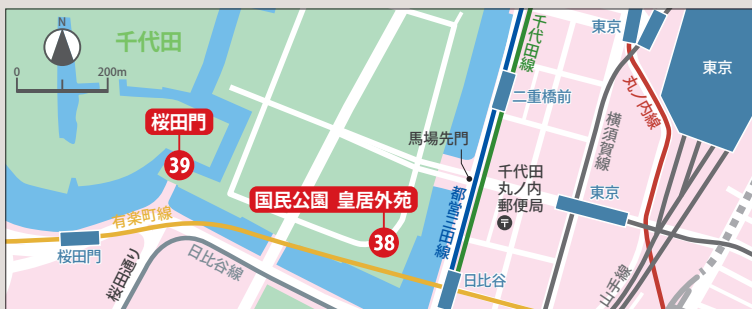 N
0 200m
千代田
桜田門
39
国民公園 皇居外苑
38
有楽町線
桜田門
桜田通り
日比谷線
千代田線
二重橋前
馬場先門
都営三田線
千代田
丸ノ内
郵便局
〒
日比谷
東京
東京
丸ノ内線
横須賀線
東京
山手線